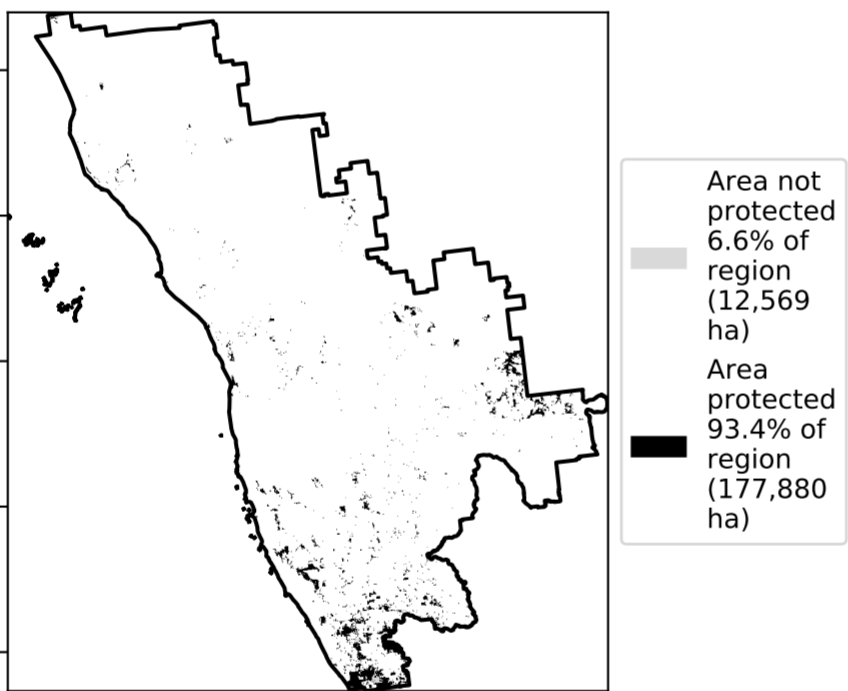 Area not
protected
6.6% of
region
(12,569
ha)
Area
protected
93.4% of
region
(177,880
ha)